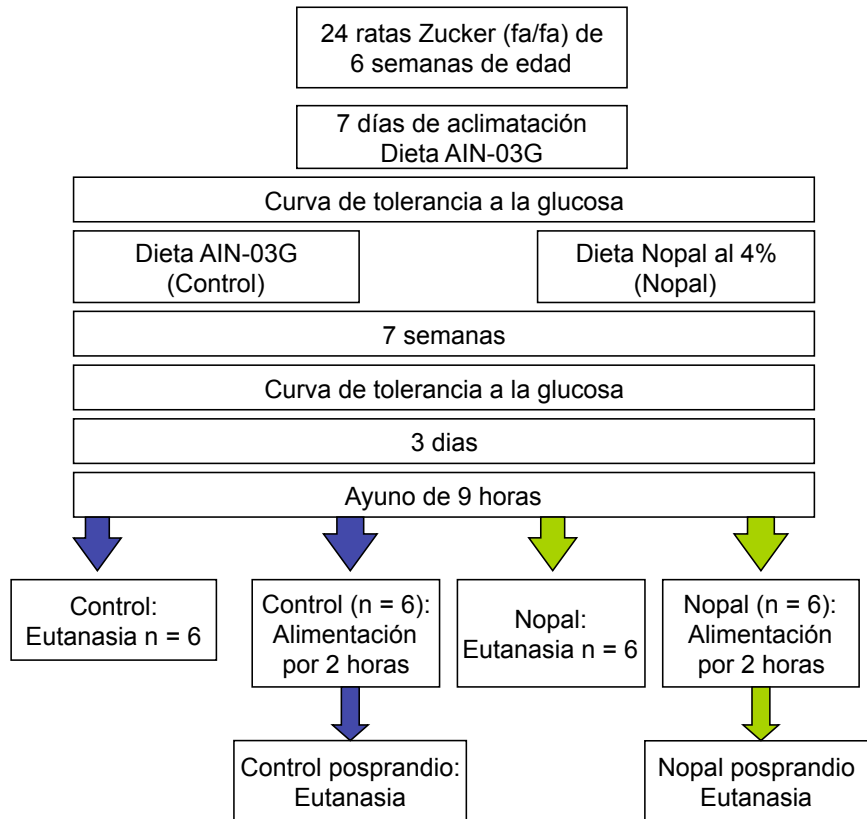 24 ratas Zucker (fa/fa) de
6 semanas de edad
7 días de aclimatación
Dieta AIN-03G
Curva de tolerancia a la glucosa
Dieta AIN-03G
(Control)
Dieta Nopal al 4%
(Nopal)
7 semanas
Curva de tolerancia a la glucosa
3 dias
Ayuno de 9 horas
Control:
Eutanasia n = 6
Control (n = 6):
Alimentación
por 2 horas
Nopal:
Eutanasia n = 6
Nopal (n = 6):
Alimentación
por 2 horas
Control posprandio:
Eutanasia
Nopal posprandio
Eutanasia